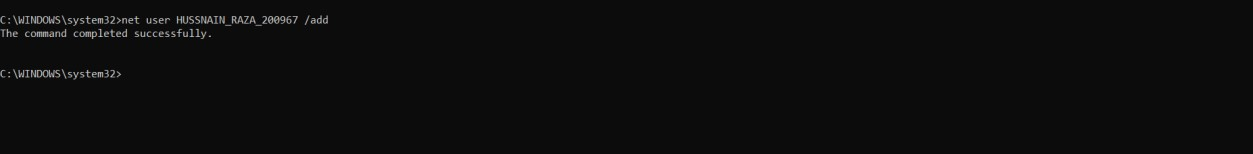 C:\WINDOWS\system32>net user HUSSNAIN_RAZA_200967 /add
The command completed successfully.
C:\WINDOWS\system32>